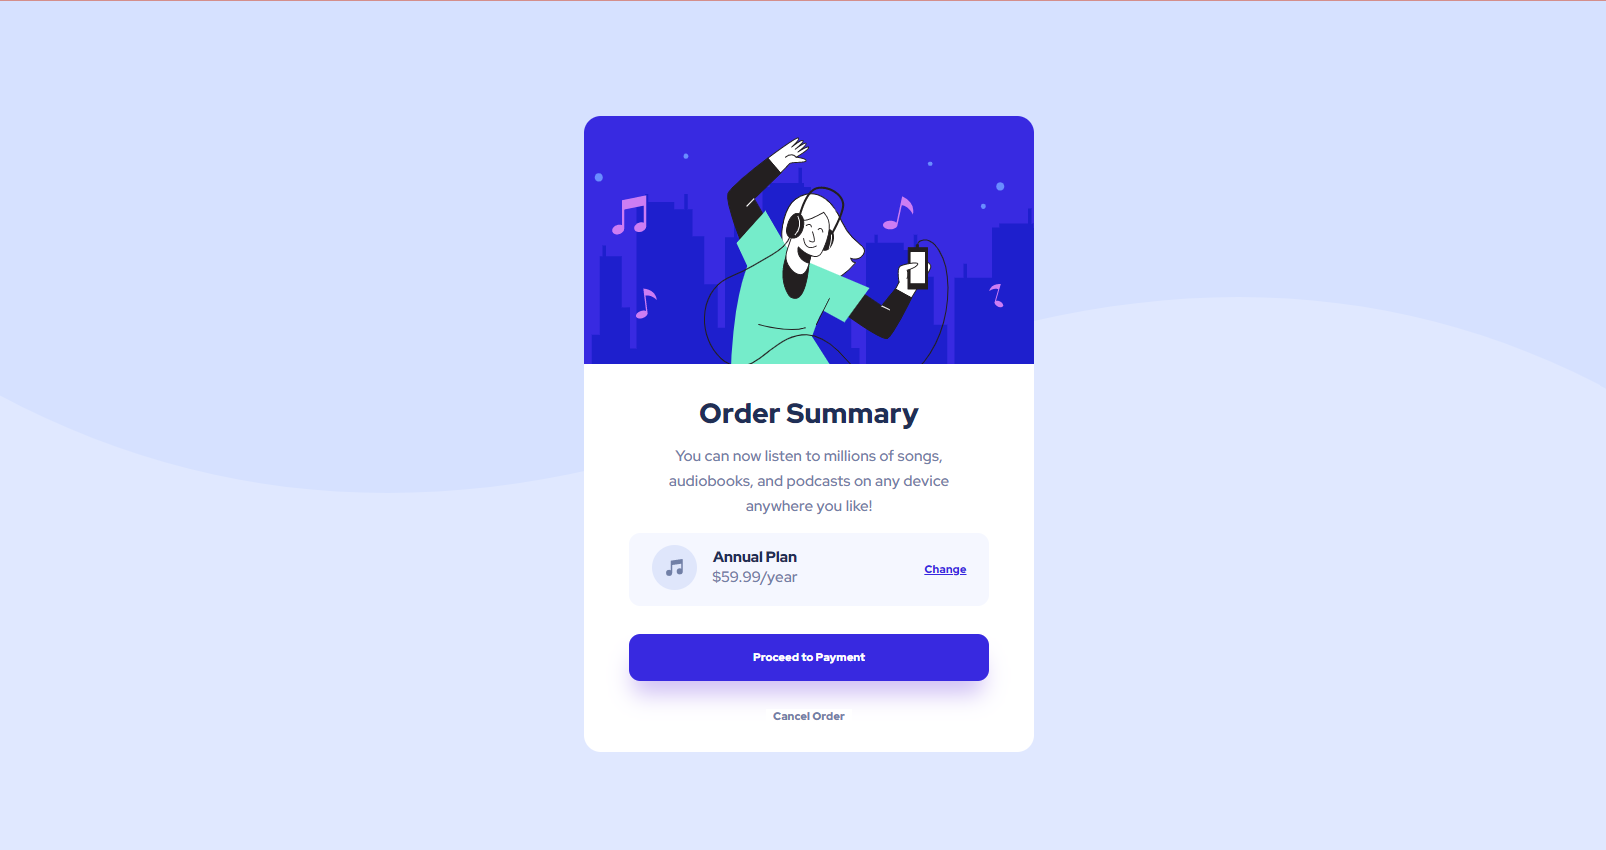 Order Summary
You can now listen to millions of songs,
audiobooks, and podcasts on any device
anywhere you like!
Annual Plan
$59.99/year
Change
Proceed to Payment
Cancel Order